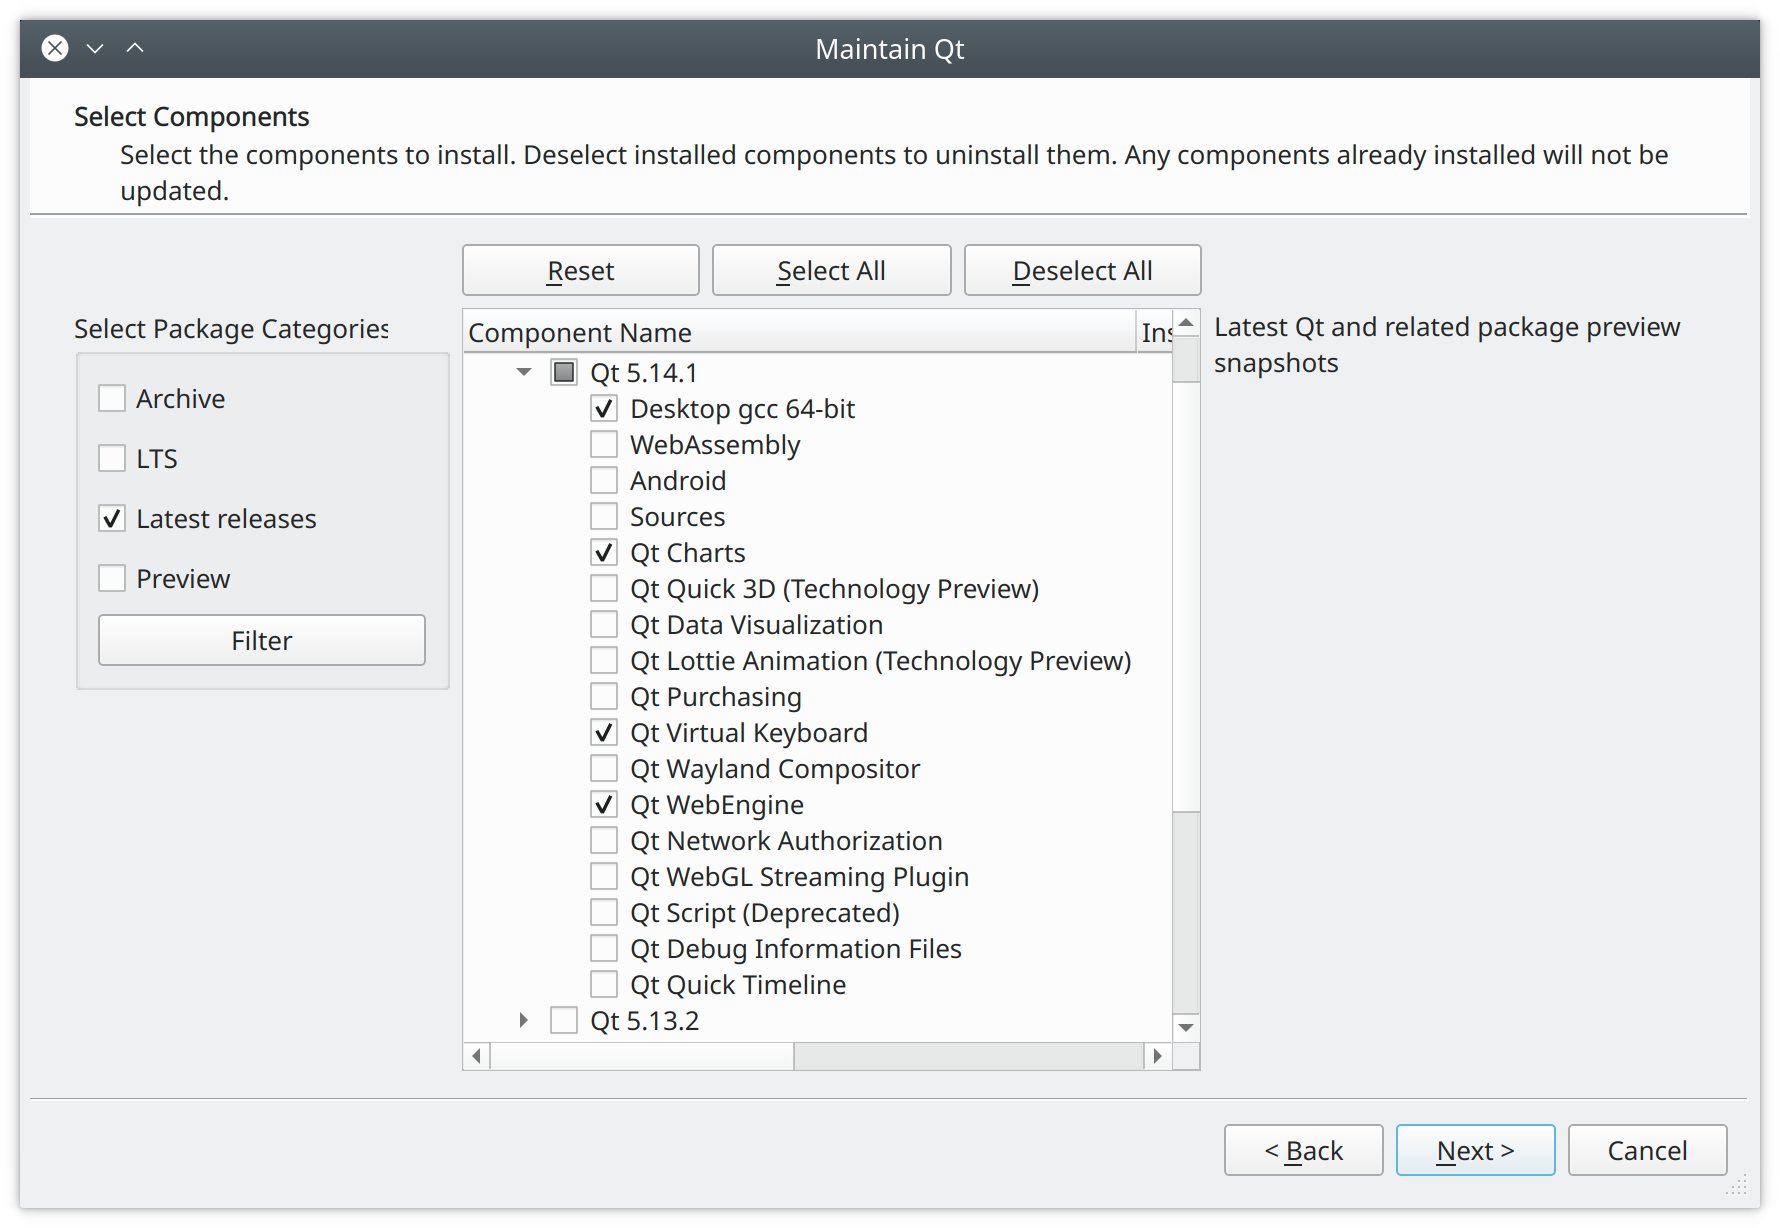 Maintain Qt
Select Components
Select the components to install. Deselect installed components to uninstall them. Any components already installed will not be
updated.
Reset
Select All
Deselect All
Select Package Categories
Archive
LTS
Latest releases
Preview
Filter
Component Name
Ins
Qt 5.14.1
Desktop gcc 64-bit
WebAssembly
Android
Sources
Qt Charts
Qt Quick 3D (Technology Preview)
Qt Data Visualization
Qt Lottie Animation (Technology Preview)
Qt Purchasing
Qt Virtual Keyboard
Qt Wayland Compositor
Qt WebEngine
Qt Network Authorization
Qt WebGL Streaming Plugin
Qt Script (Deprecated)
Qt Debug Information Files
Qt Quick Timeline
Qt 5.13.2
Latest Qt and related package preview
snapshots
< Back
Next >
Cancel